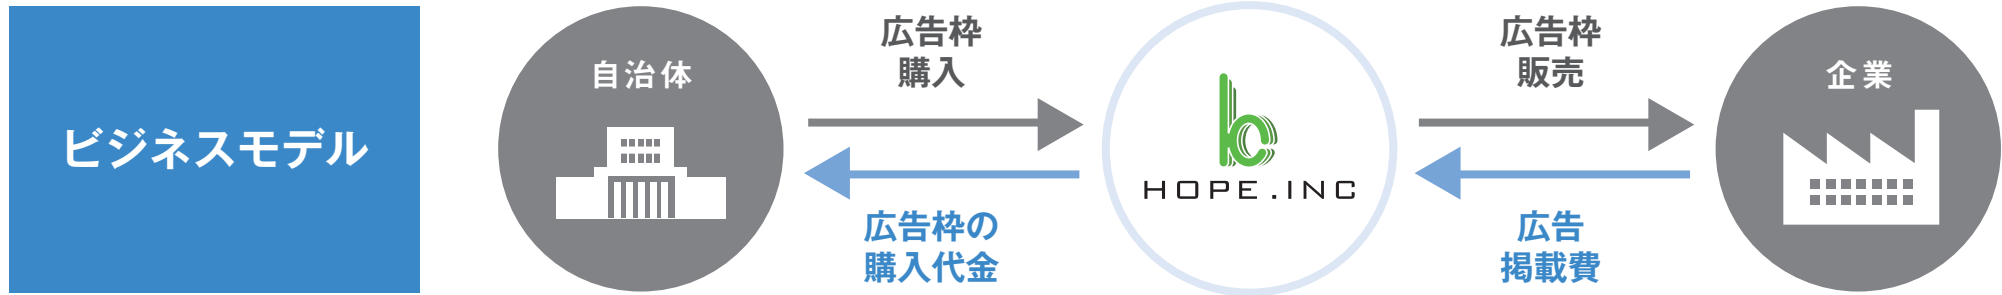 ビジネスモデル
自治体
広告枠
購入
広告枠の
購入代金
HOPE.INC
広告枠
販売
広告
掲載費
企業